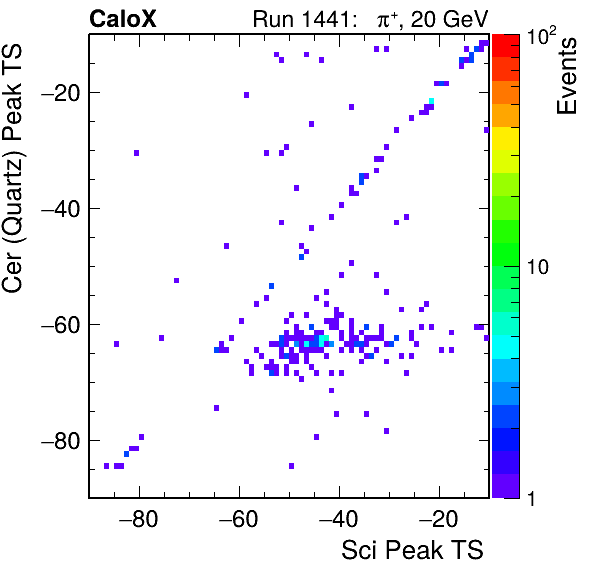 CaloX Run 1441: π⁺, 20 GeV
Cer (Quartz) Peak TS
−20
−40
−60
−80
−80 −60 −40 −20
Sci Peak TS
10²
10
1
Events